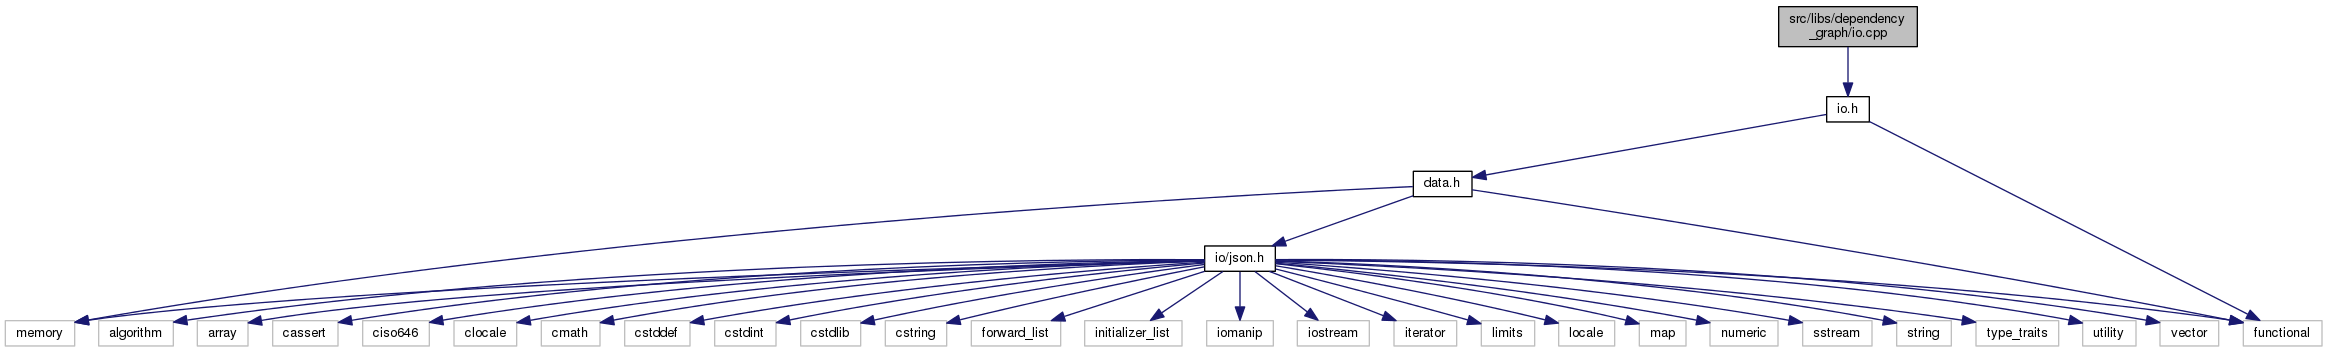 src/libs/dependency
_graph/io.cpp
io.h
data.h
io/json.h
memory
algorithm
array
cassert
ciso646
clocale
cmath
cstddef
cstdint
cstdlib
cstring
forward_list
initializer_list
iomanip
iostream
iterator
limits
locale
map
numeric
sstream
string
type_traits
utility
vector
functional